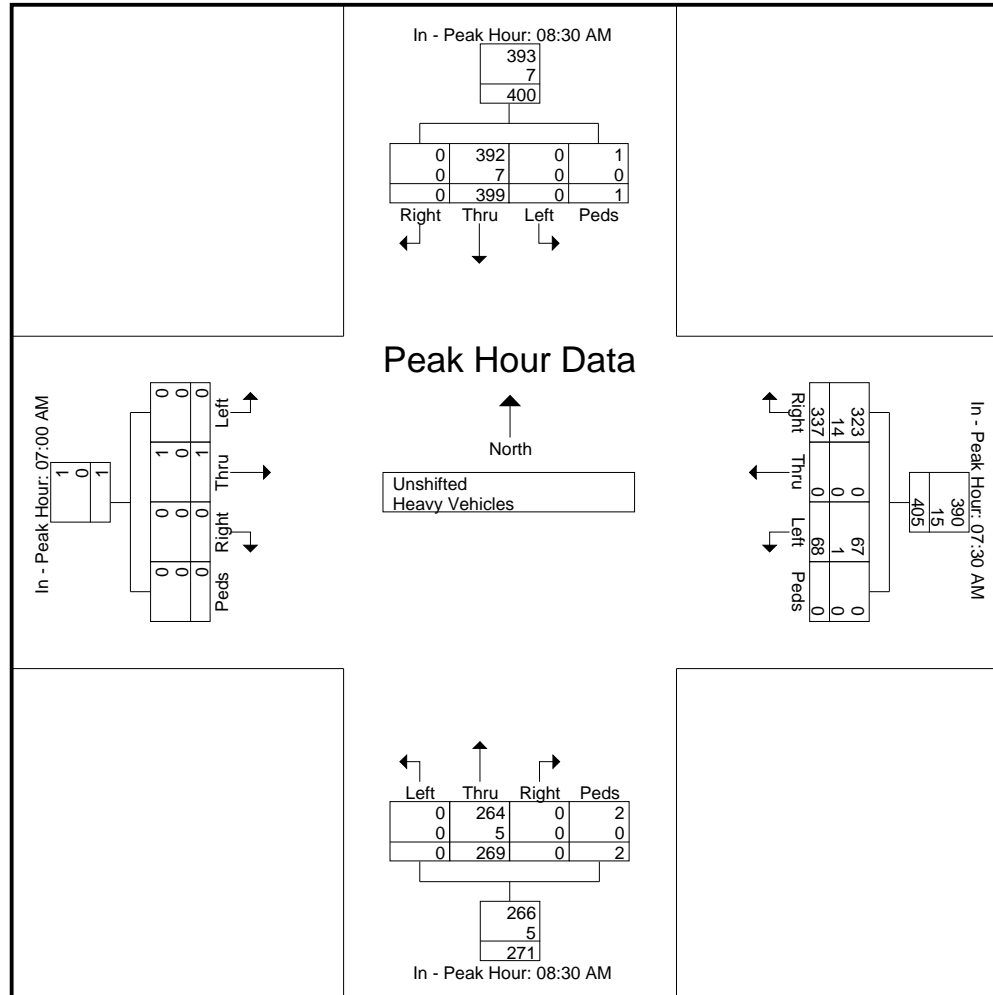 In - Peak Hour: 08:30 AM
393
7
400
0 392 0 1
0 7 0 0
0 399 0 1
Right Thru Left Peds
Peak Hour Data
North
Unshifted
Heavy Vehicles
In - Peak Hour: 07:00 AM
1
0
1
Left Thru Right Peds
0 1 0 0
0 0 0 0
0 1 0 0
In - Peak Hour: 07:30 AM
390
15
405
323 0 67 0
14 0 1 0
337 0 68 0
Right Thru Left Peds
Left Thru Right Peds
0 264 0 2
0 5 0 0
0 269 0 2
266
5
271
In - Peak Hour: 08:30 AM